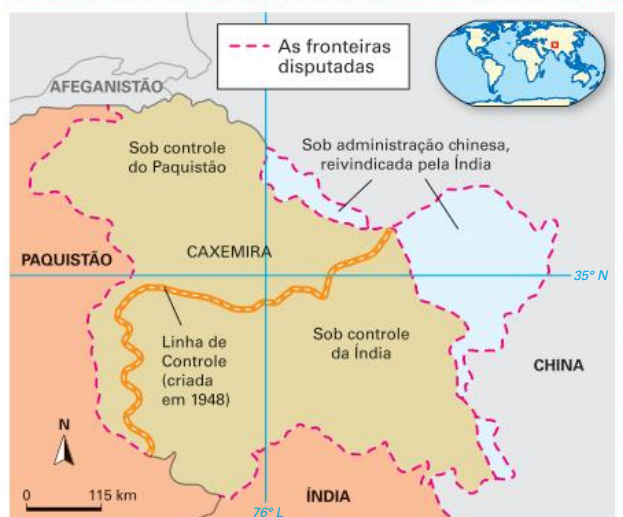 As fronteiras
disputadas
AFEGANISTÃO
Sob controle
do Paquistão
Sob administração chinesa,
reivindicada pela Índia
PAQUISTÃO
CAXEMIRA
35° N
Linha de
Controle
(criada
em 1948)
Sob controle
da Índia
CHINA
N
0 115 km
ÍNDIA
76° L